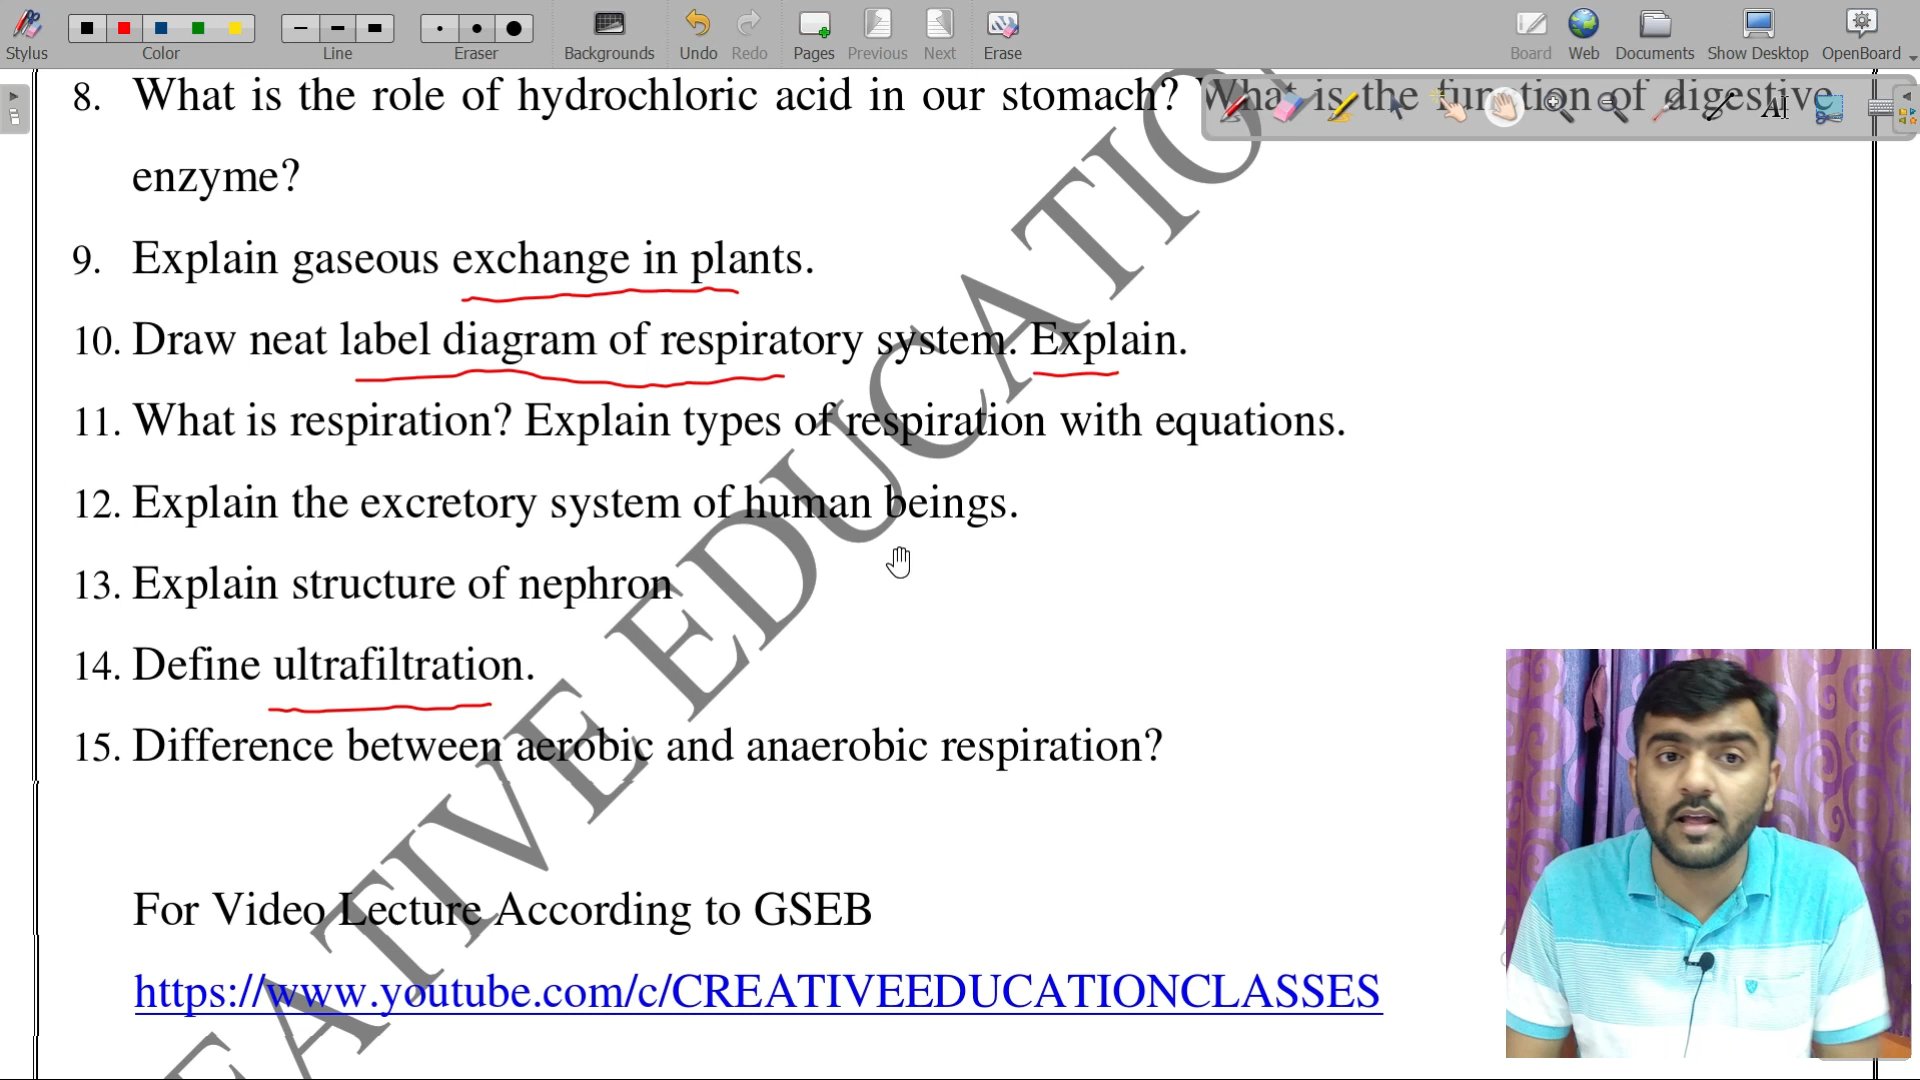 Stylus Color Line Eraser Backgrounds Undo Redo Pages Previous Next Erase Board Web Documents Show Desktop OpenBoard
8. What is the role of hydrochloric acid in our stomach? What is the function of digestive
enzyme?
9. Explain gaseous exchange in plants.
10. Draw neat label diagram of respiratory system. Explain.
11. What is respiration? Explain types of respiration with equations.
12. Explain the excretory system of human beings.
13. Explain structure of nephron
14. Define ultrafiltration.
15. Difference between aerobic and anaerobic respiration?
For Video Lecture According to GSEB
https://www.youtube.com/c/CREATIVEEDUCATIONCLASSES
EATIVE EDUCATIO